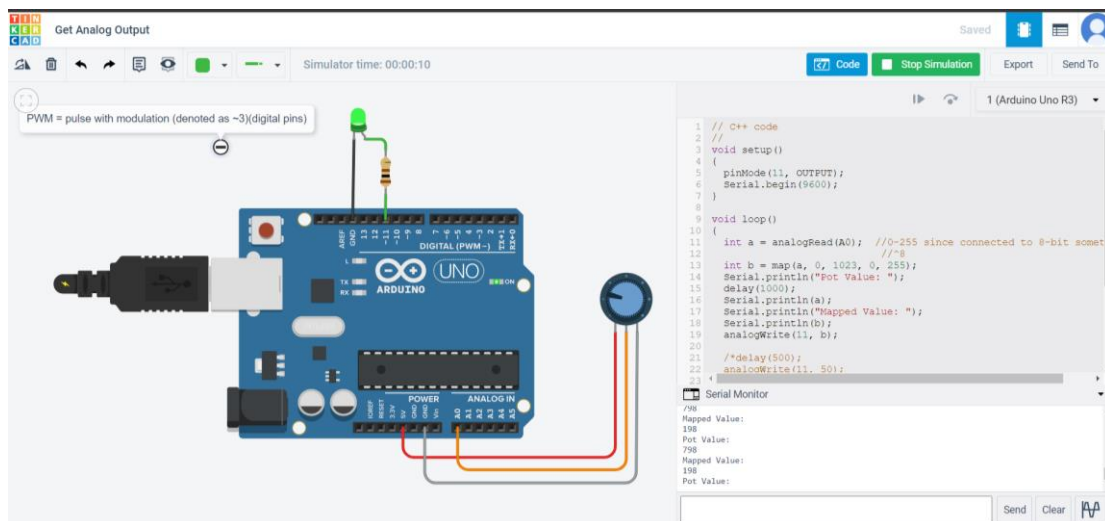 TIN
KER
CAD
Get Analog Output
Saved
Simulator time: 00:00:10
Code
Stop Simulation
Export
Send To
PWM = pulse with modulation (denoted as ~3)(digital pins)
1 (Arduino Uno R3)
1 // C++ code
2 //
3 void setup()
4 {
5 pinMode(11, OUTPUT);
6 Serial.begin(9600);
7 }
8
9 void loop()
10 {
11 int a = analogRead(A0); //0-255 since connected to 8-bit somet
12 //^8
13 int b = map(a, 0, 1023, 0, 255);
14 Serial.println("Pot Value: ");
15 delay(1000);
16 Serial.println(a);
17 Serial.println("Mapped Value: ");
18 Serial.println(b);
19 analogWrite(11, b);
20
21 /*delay(500);
22 analogWrite(11, 50);
23
AREF
GND
13
12
~11
~10
~9
8
7
~6
~5
4
~3
2
TX→1
RX←0
DIGITAL (PWM~)
L
TX
RX
UNO
ARDUINO
ON
POWER
ANALOG IN
IOREF
RESET
3.3V
5V
GND
GND
Vin
A0
A1
A2
A3
A4
A5
Serial Monitor
798
Mapped Value:
198
Pot Value:
798
Mapped Value:
198
Pot Value:
Send
Clear